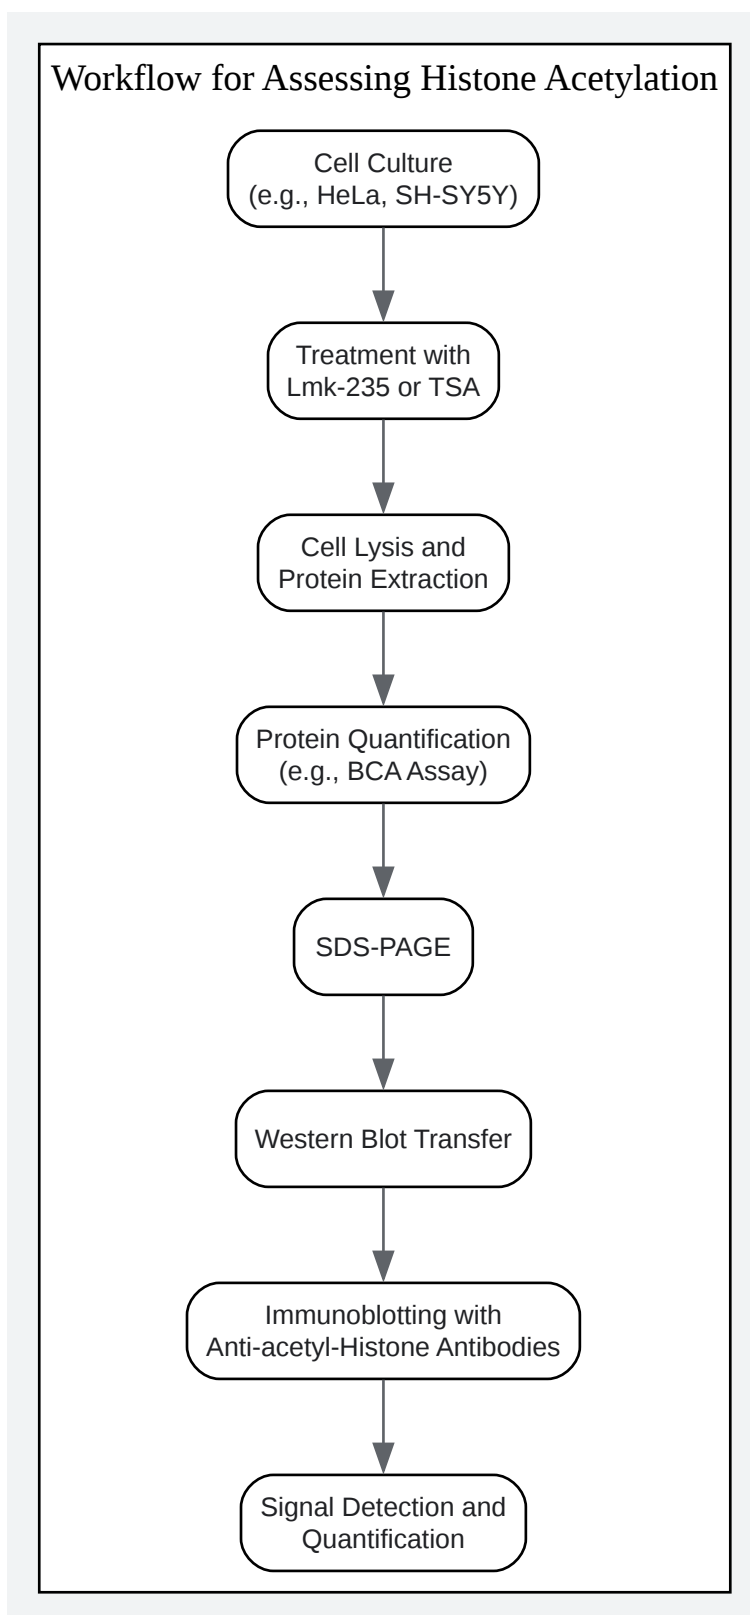 Workflow for Assessing Histone Acetylation
Cell Culture
(e.g., HeLa, SH-SY5Y)
Treatment with
Lmk-235 or TSA
Cell Lysis and
Protein Extraction
Protein Quantification
(e.g., BCA Assay)
SDS-PAGE
Western Blot Transfer
Immunoblotting with
Anti-acetyl-Histone Antibodies
Signal Detection and
Quantification